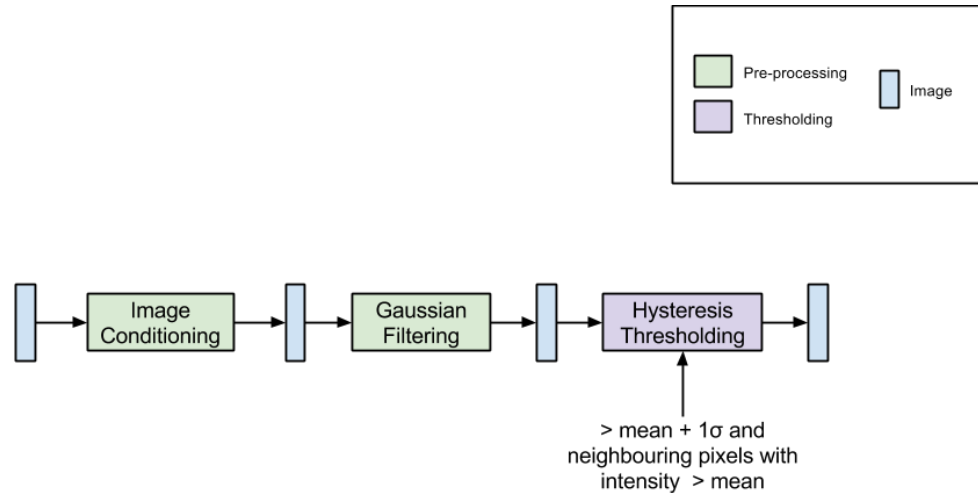 Pre-processing
Image
Thresholding
Image
Conditioning
Gaussian
Filtering
Hysteresis
Thresholding
> mean + 1σ and
neighbouring pixels with
intensity > mean